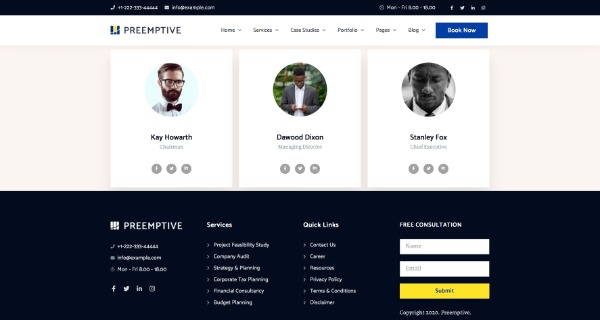 +1-222-333-44444 info@example.com Mon - Fri 8.00 - 18.00
PREEMPTIVE Home Services Case Studies Portfolio Pages Blog Book Now
Kay Howarth
Chairman
Dawood Dixon
Managing Director
Stanley Fox
Chief Executive
PREEMPTIVE
+1-222-333-44444
info@example.com
Mon - Fri 8.00 - 18.00
Services
Project Feasibility Study
Company Audit
Strategy & Planning
Corporate Tax Planning
Financial Consultancy
Budget Planning
Quick Links
Contact Us
Career
Resources
Privacy Policy
Terms & Conditions
Disclaimer
FREE CONSULTATION
Name
Email
Submit
Copyright 2020. Preemptive.